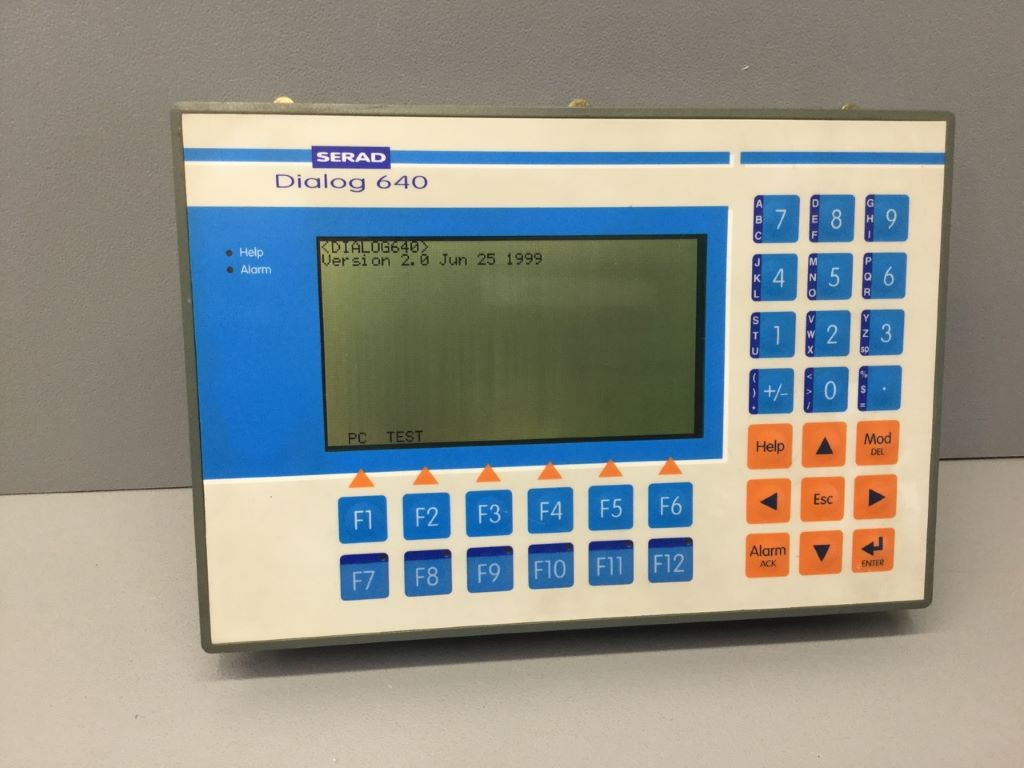 SERAD
Dialog 640
Help
Alarm
<DIALOG640>
Version 2.0 Jun 25 1999
PC TEST
F1 F2 F3 F4 F5 F6
F7 F8 F9 F10 F11 F12
A B C 7 D E F 8 G H I 9
J K L 4 M N O 5 P Q R 6
S T U 1 V W X 2 Y Z sp 3
( ) * +/- < > / 0 % $ = .
Help Mod DEL
Esc
Alarm ACK ENTER